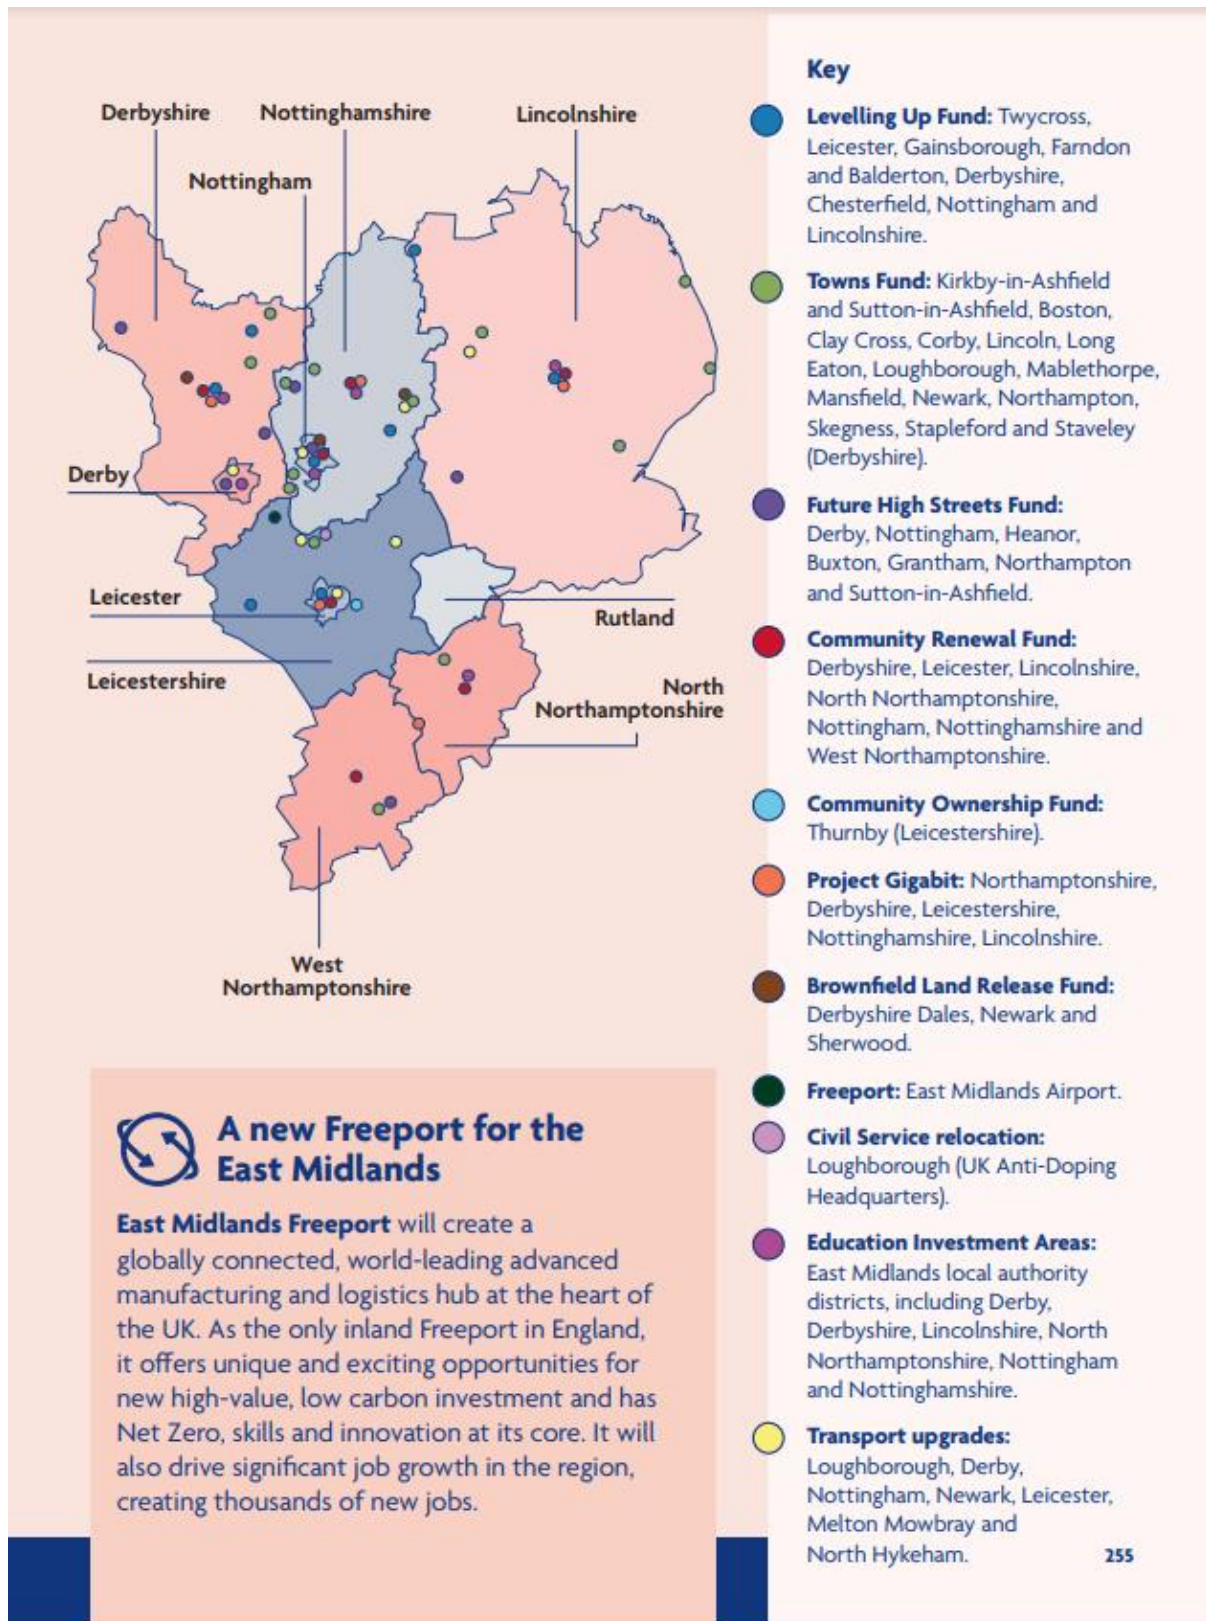 Derbyshire
Nottinghamshire
Lincolnshire
Nottingham
Derby
Leicester
Rutland
Leicestershire
North
Northamptonshire
West
Northamptonshire
A new Freeport for the
East Midlands
East Midlands Freeport will create a
globally connected, world-leading advanced
manufacturing and logistics hub at the heart of
the UK. As the only inland Freeport in England,
it offers unique and exciting opportunities for
new high-value, low carbon investment and has
Net Zero, skills and innovation at its core. It will
also drive significant job growth in the region,
creating thousands of new jobs.
Key
Levelling Up Fund: Twycross,
Leicester, Gainsborough, Farndon
and Balderton, Derbyshire,
Chesterfield, Nottingham and
Lincolnshire.
Towns Fund: Kirkby-in-Ashfield
and Sutton-in-Ashfield, Boston,
Clay Cross, Corby, Lincoln, Long
Eaton, Loughborough, Mablethorpe,
Mansfield, Newark, Northampton,
Skegness, Stapleford and Staveley
(Derbyshire).
Future High Streets Fund:
Derby, Nottingham, Heanor,
Buxton, Grantham, Northampton
and Sutton-in-Ashfield.
Community Renewal Fund:
Derbyshire, Leicester, Lincolnshire,
North Northamptonshire,
Nottingham, Nottinghamshire and
West Northamptonshire.
Community Ownership Fund:
Thurnby (Leicestershire).
Project Gigabit: Northamptonshire,
Derbyshire, Leicestershire,
Nottinghamshire, Lincolnshire.
Brownfield Land Release Fund:
Derbyshire Dales, Newark and
Sherwood.
Freeport: East Midlands Airport.
Civil Service relocation:
Loughborough (UK Anti-Doping
Headquarters).
Education Investment Areas:
East Midlands local authority
districts, including Derby,
Derbyshire, Lincolnshire, North
Northamptonshire, Nottingham
and Nottinghamshire.
Transport upgrades:
Loughborough, Derby,
Nottingham, Newark, Leicester,
Melton Mowbray and
North Hykeham.
255